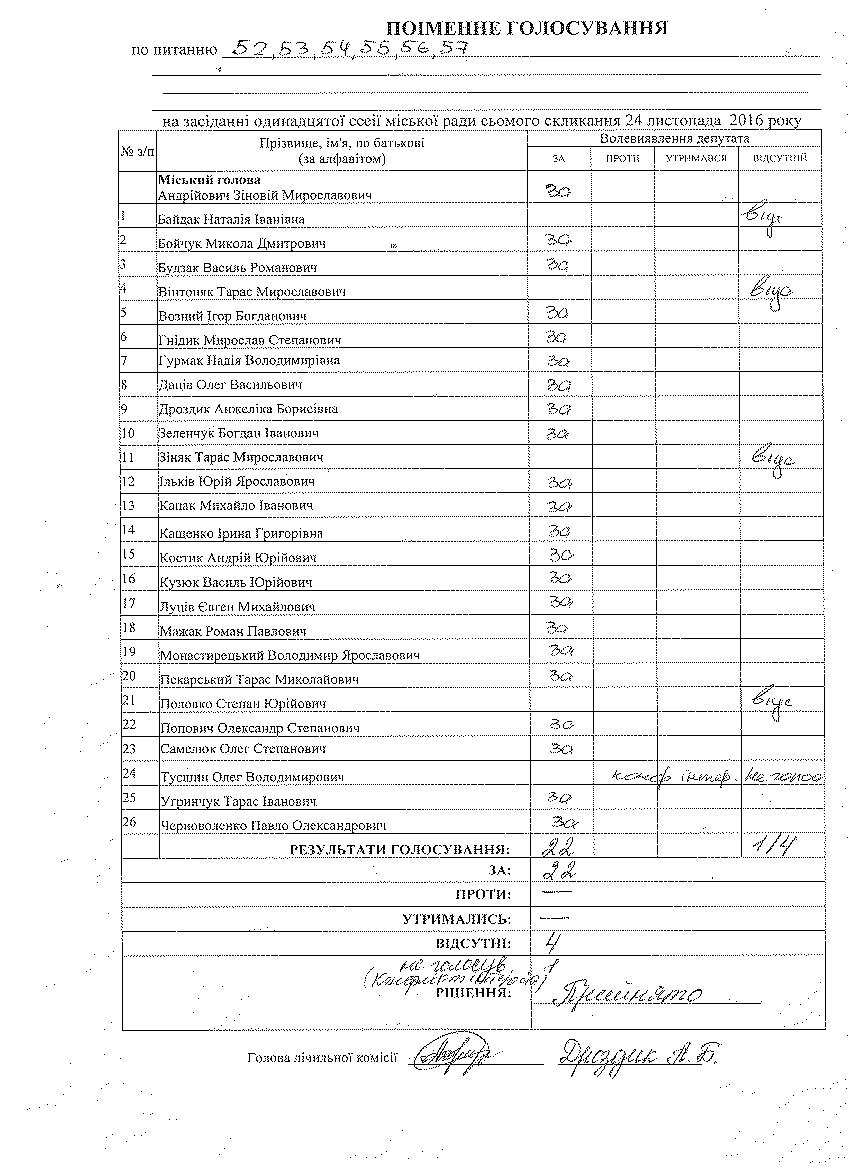 ПОІМЕННЕ ГОЛОСУВАННЯ
по питанню 52,53,54,55,56,57
на засіданні одинадцятої сесії міської ради сьомого скликання 24 листопада 2016 року
№ з/п Прізвище, ім'я, по батькові (за алфавітом) Волевиявлення депутата
ЗА ПРОТИ УТРИМАВСЯ ВІДСУТНІЙ
Міський голова
Андрійович Зіновій Мирославович За
1 Байдак Наталія Іванівна відс
2 Бойчук Микола Дмитрович За
3 Будзак Василь Романович За
4 Вінтоняк Тарас Мирославович відс
5 Возний Ігор Богданович За
6 Гнідик Мирослав Степанович За
7 Гурмак Надія Володимирівна За
8 Даців Олег Васильович За
9 Дроздик Анжеліка Борисівна За
10 Зеленчук Богдан Іванович За
11 Зіняк Тарас Мирославович відс
12 Ільків Юрій Ярославович За
13 Капак Михайло Іванович За
14 Кащенко Ірина Григорівна За
15 Костик Андрій Юрійович За
16 Кузюк Василь Юрійович За
17 Луців Євген Михайлович За
18 Мажак Роман Павлович За
19 Монастирецький Володимир Ярославович За
20 Пекарський Тарас Миколайович За
21 Поповко Степан Юрійович відс
22 Попович Олександр Степанович За
23 Самелюк Олег Степанович За
24 Тусшин Олег Володимирович конф інтер. не голос
25 Угринчук Тарас Іванович За
26 Черноволенко Павло Олександрович За
РЕЗУЛЬТАТИ ГОЛОСУВАННЯ: 22 1/4
ЗА: 22
ПРОТИ: —
УТРИМАЛИСЬ: —
ВІДСУТНІ: 4
не голосув 1
(Конфлікт інтересів)
РІШЕННЯ: Прийнято
Голова лічильної комісії Дроздик А.Б.